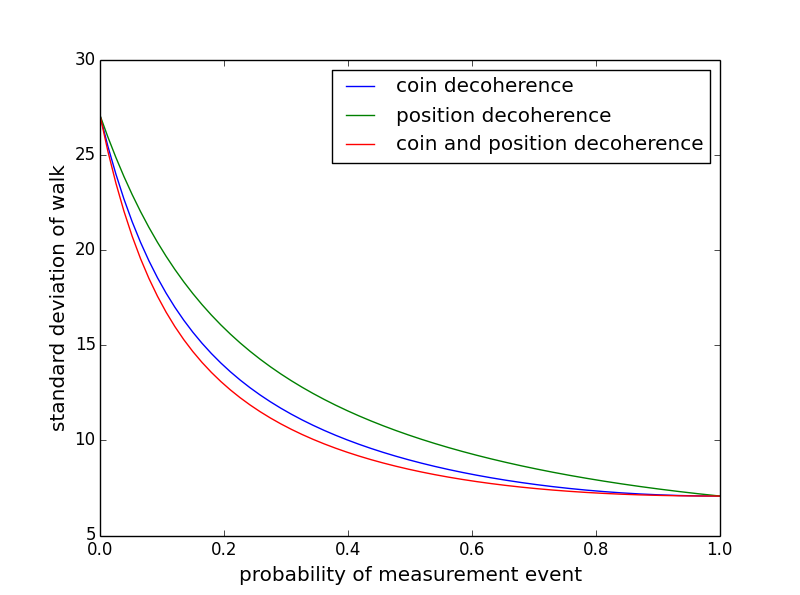 30
25
20
15
10
5
standard deviation of walk
coin decoherence
position decoherence
coin and position decoherence
0.0 0.2 0.4 0.6 0.8 1.0
probability of measurement event